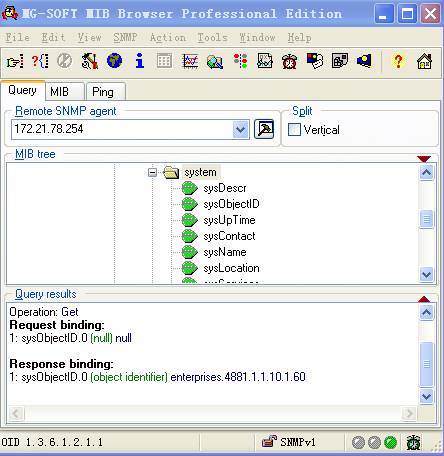 MG-SOFT MIB Browser Professional Edition
File Edit View SNMP Action Tools Window Help
Query MIB Ping
Remote SNMP agent
Split
172.21.78.254
Vertical
MIB tree
system
sysDescr
sysObjectID
sysUpTime
sysContact
sysName
sysLocation
sysServices
Query results
Operation: Get
Request binding:
1: sysObjectID.0 (null) null
Response binding:
1: sysObjectID.0 (object identifier) enterprises.4881.1.1.10.1.60
OID 1.3.6.1.2.1.1
SNMPv1